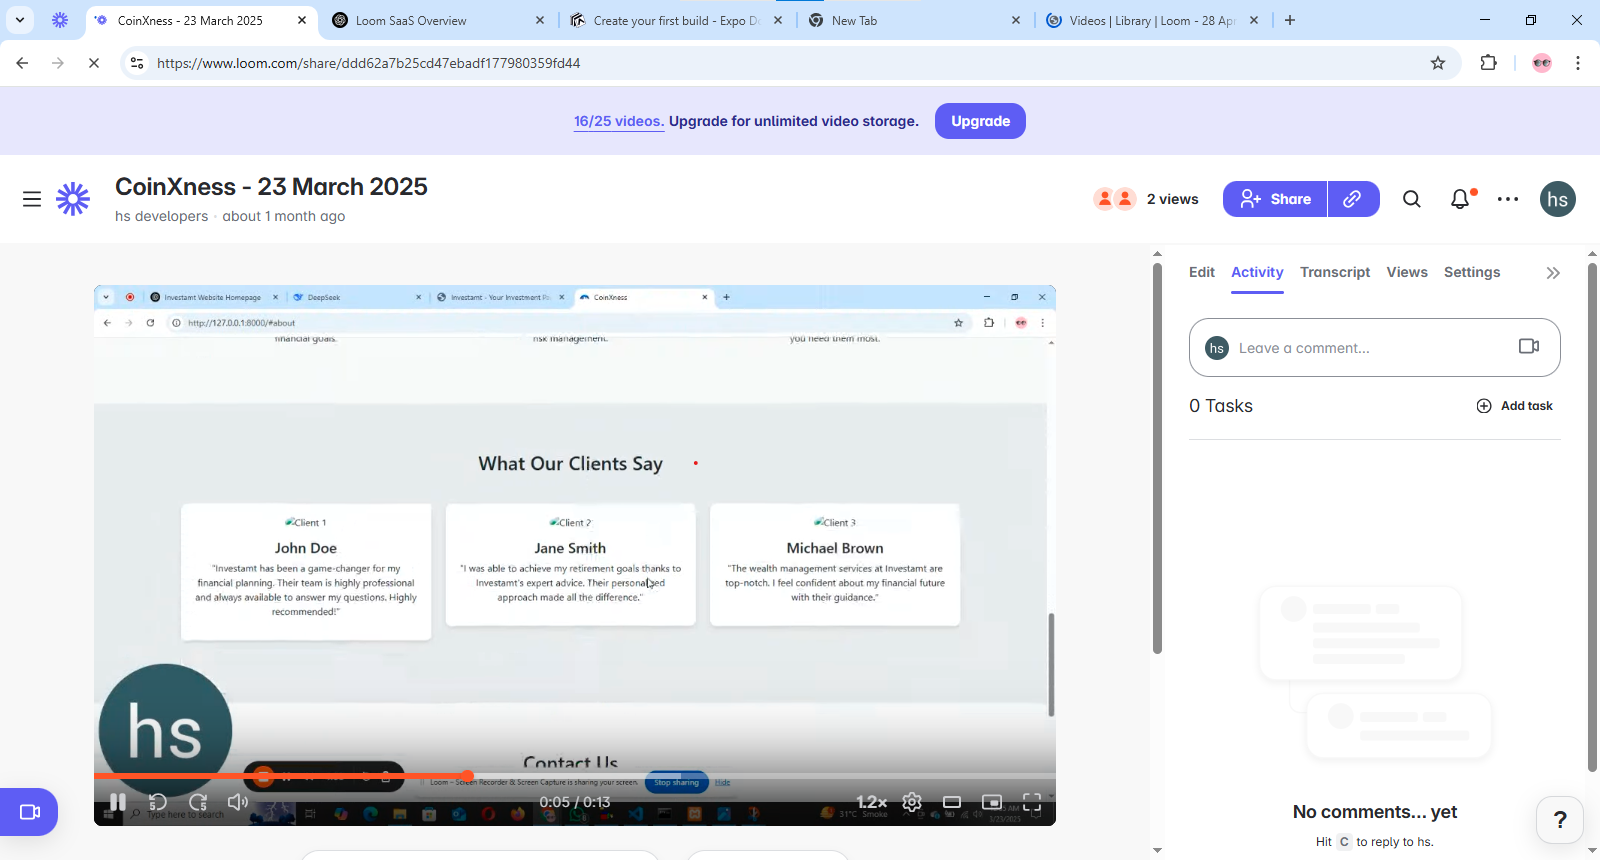 CoinXness - 23 March 2025
Loom SaaS Overview
Create your first build - Expo Do
New Tab
Videos | Library | Loom - 28 Apr
https://www.loom.com/share/ddd62a7b25cd47ebadf177980359fd44
16/25 videos. Upgrade for unlimited video storage.
Upgrade
CoinXness - 23 March 2025
hs developers · about 1 month ago
2 views
Share
hs
Edit
Activity
Transcript
Views
Settings
hs
Leave a comment...
0 Tasks
Add task
Investamt Website Homepage
DeepSeek
Investamt - Your Investment
CoinXness
http://127.0.0.1:8000/#about
financial goals.
risk management.
you need them most.
What Our Clients Say
Client 1
John Doe
"Investamt has been a game-changer for my
financial planning. Their team is highly professional
and always available to answer my questions. Highly
recommended!"
Client 2
Jane Smith
"I was able to achieve my retirement goals thanks to
Investamt's expert advice. Their personalized
approach made all the difference."
Client 3
Michael Brown
"The wealth management services at Investamt are
top-notch. I feel confident about my financial future
with their guidance."
hs
Contact Us
Loom – Screen Recorder & Screen Capture is sharing your screen.
Stop sharing
Hide
0:05 / 0:13
1.2×
Type here to search
31°C Smoke
3/23/2025
No comments... yet
Hit C to reply to hs.
?